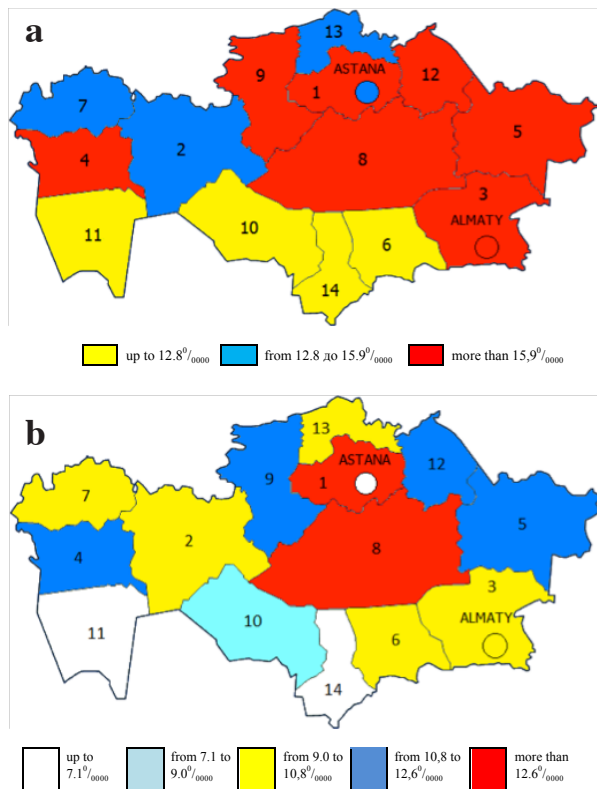 a
13
ASTANA
9
12
1
7
2
5
4
8
3
ALMATY
10
6
11
14
up to 12.8⁰/₀₀₀₀
from 12.8 до 15.9⁰/₀₀₀₀
more than 15,9⁰/₀₀₀₀
b
13
ASTANA
9
12
1
7
2
5
4
8
3
ALMATY
10
6
11
14
up to
7.1⁰/₀₀₀₀
from 7.1 to
9.0⁰/₀₀₀₀
from 9.0 to
10,8⁰/₀₀₀₀
from 10,8 to
12,6⁰/₀₀₀₀
more than
12.6⁰/₀₀₀₀